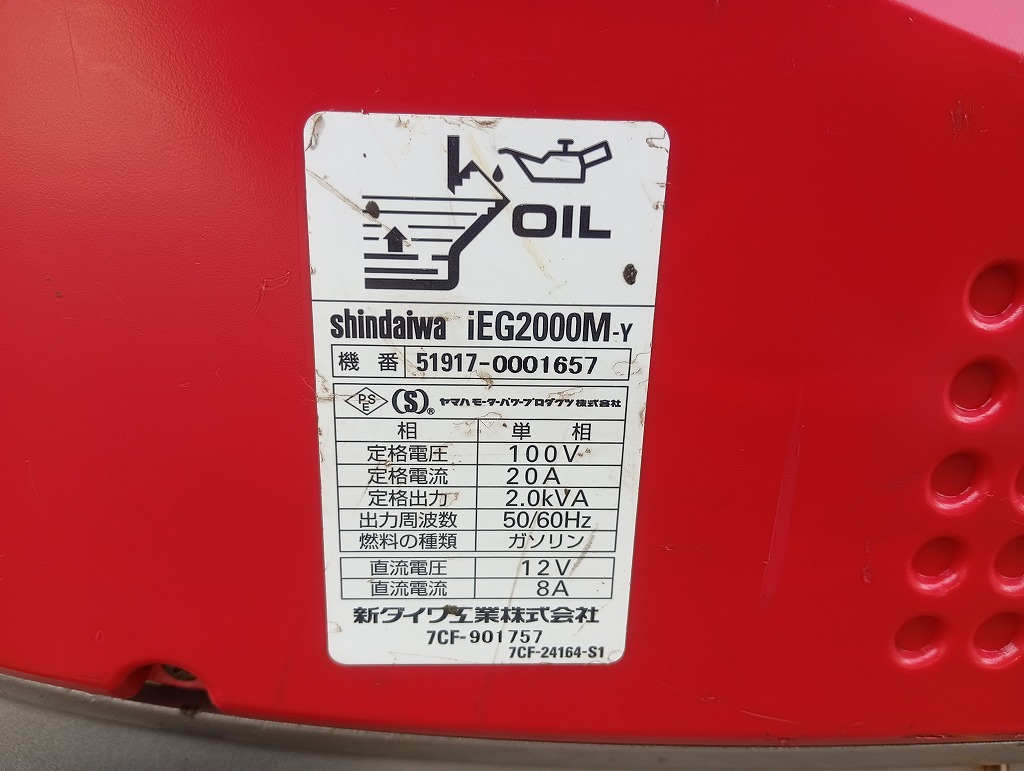 OIL
shindaiwa iEG2000M-Y
機番 51917-0001657
PSE (S)® ヤマハモーターパワープロダクツ株式会社
相 単相
定格電圧 100V
定格電流 20A
定格出力 2.0kVA
出力周波数 50/60Hz
燃料の種類 ガソリン
直流電圧 12V
直流電流 8A
新ダイワ工業株式会社
7CF-901757
7CF-24164-S1